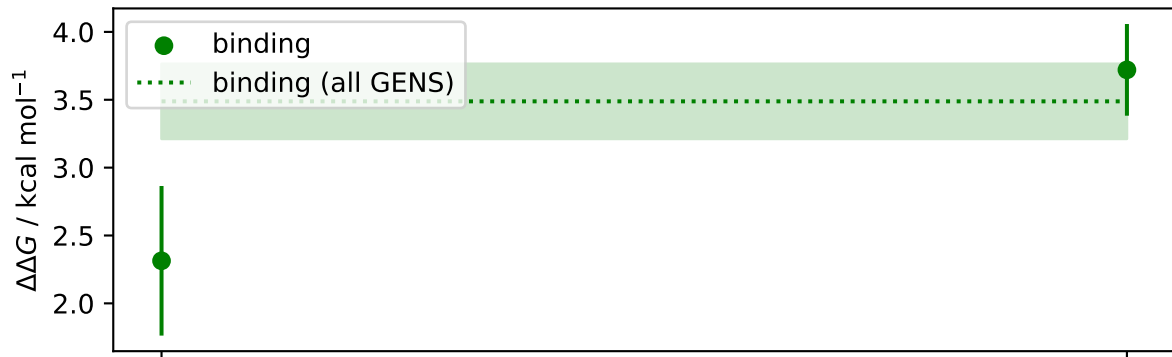 4.0
3.5
3.0
2.5
2.0
ΔΔG / kcal mol⁻¹
binding
binding (all GENS)